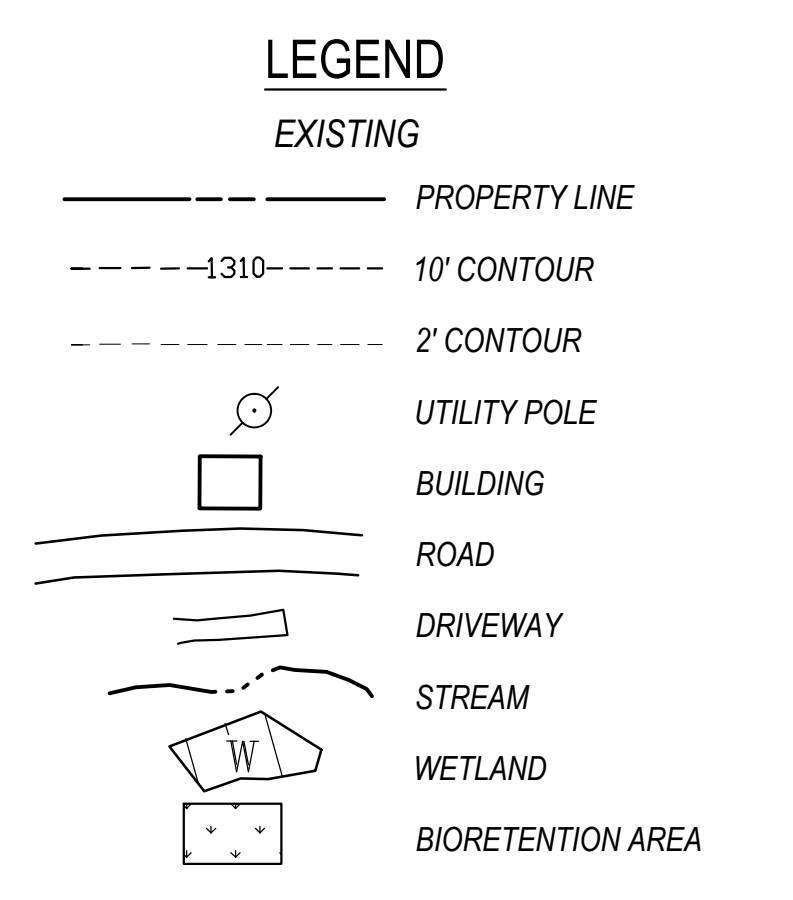 LEGEND
EXISTING
PROPERTY LINE
1310 10' CONTOUR
2' CONTOUR
UTILITY POLE
BUILDING
ROAD
DRIVEWAY
STREAM
W WETLAND
BIORETENTION AREA